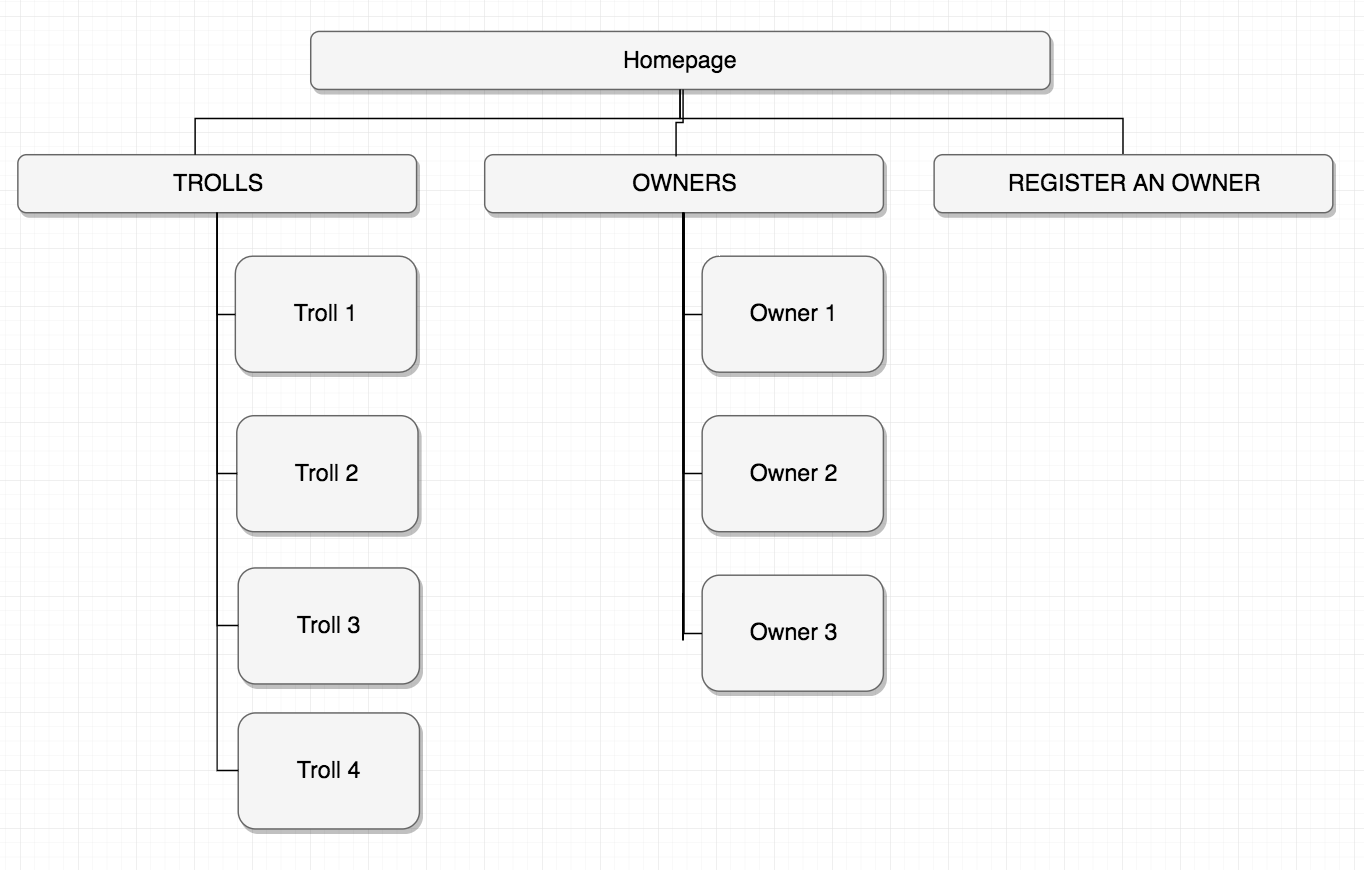 Homepage
TROLLS
OWNERS
REGISTER AN OWNER
Troll 1
Owner 1
Troll 2
Owner 2
Troll 3
Owner 3
Troll 4